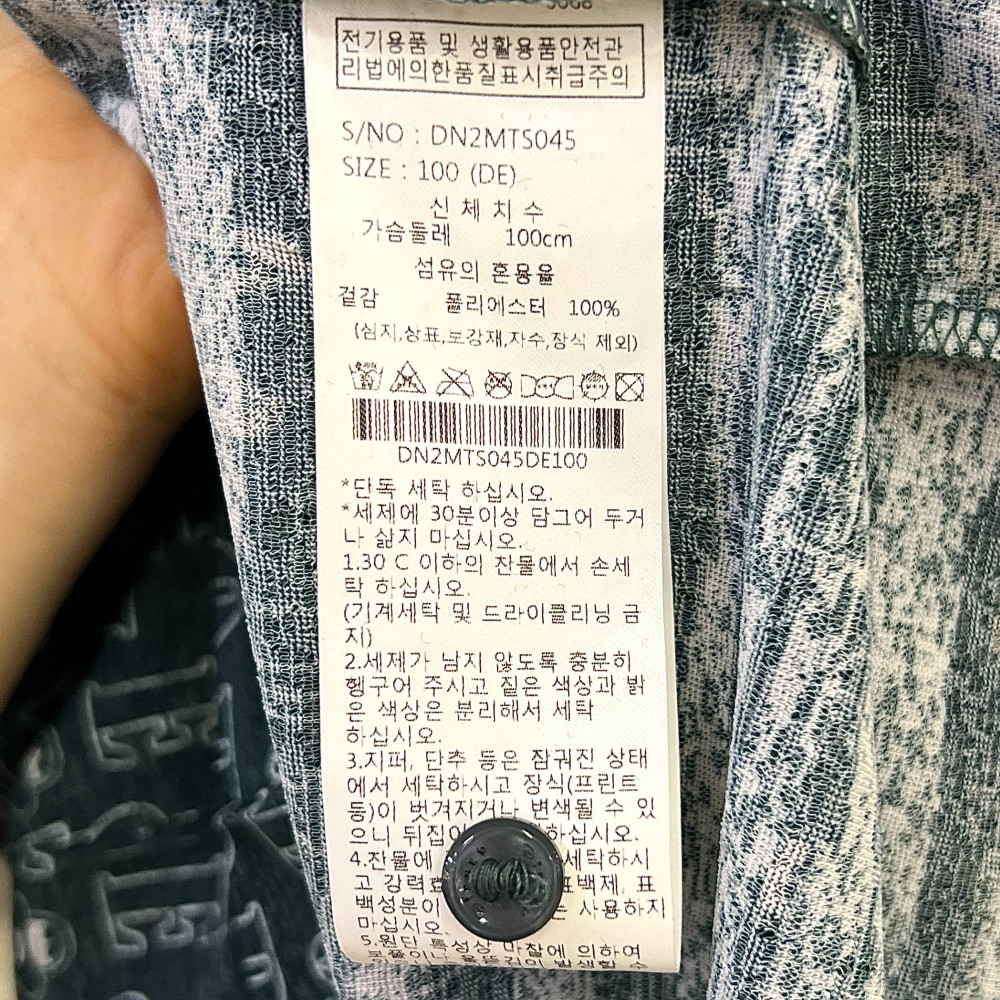 전기용품 및 생활용품안전관
리법에의한품질표시취급주의
S/NO : DN2MTS045
SIZE : 100 (DE)
신체치수
가슴둘레 100cm
섬유의 혼용율
겉감 폴리에스터 100%
(심지,상표,보강재,자수,장식 제외)
DN2MTS045DE100
*단독 세탁 하십시오.
*세제에 30분이상 담그어 두거
나 삶지 마십시오.
1.30 C 이하의 찬물에서 손세
탁 하십시오.
(기계세탁 및 드라이클리닝 금
지)
2.세제가 남지 않도록 충분히
헹구어 주시고 짙은 색상과 밝
은 색상은 분리해서 세탁
하십시오.
3.지퍼, 단추 등은 잠궈진 상태
에서 세탁하시고 장식(프린트
등)이 벗겨지거나 변색될 수 있
으니 뒤집어 하십시오.
4.찬물에 세탁하시
고 강력 표백제, 표
백성분이 사용하지
마십시오.
5.원단 특성상 마찰에 의하여